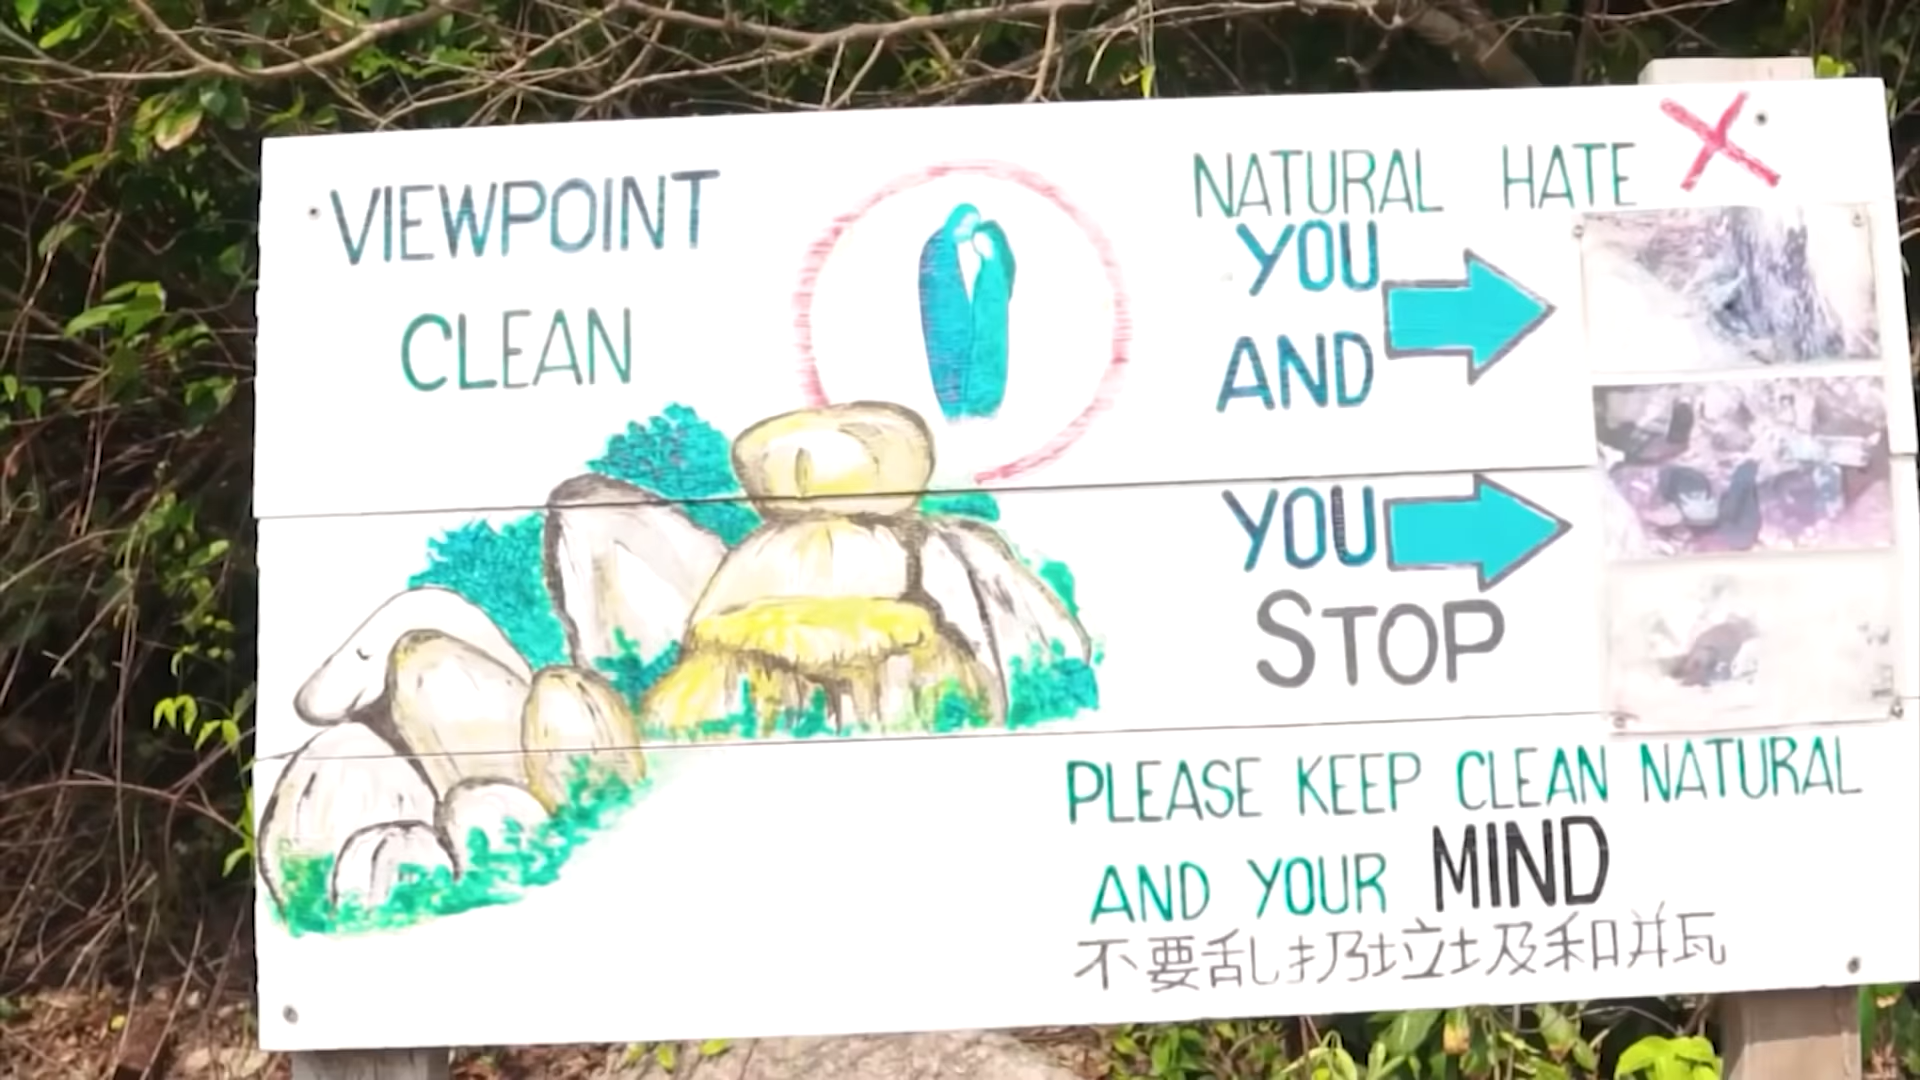 VIEWPOINT
CLEAN
NATURAL HATE
YOU
AND
YOU
STOP
PLEASE KEEP CLEAN NATURAL
AND YOUR MIND
不要乱扔垃圾和并瓦